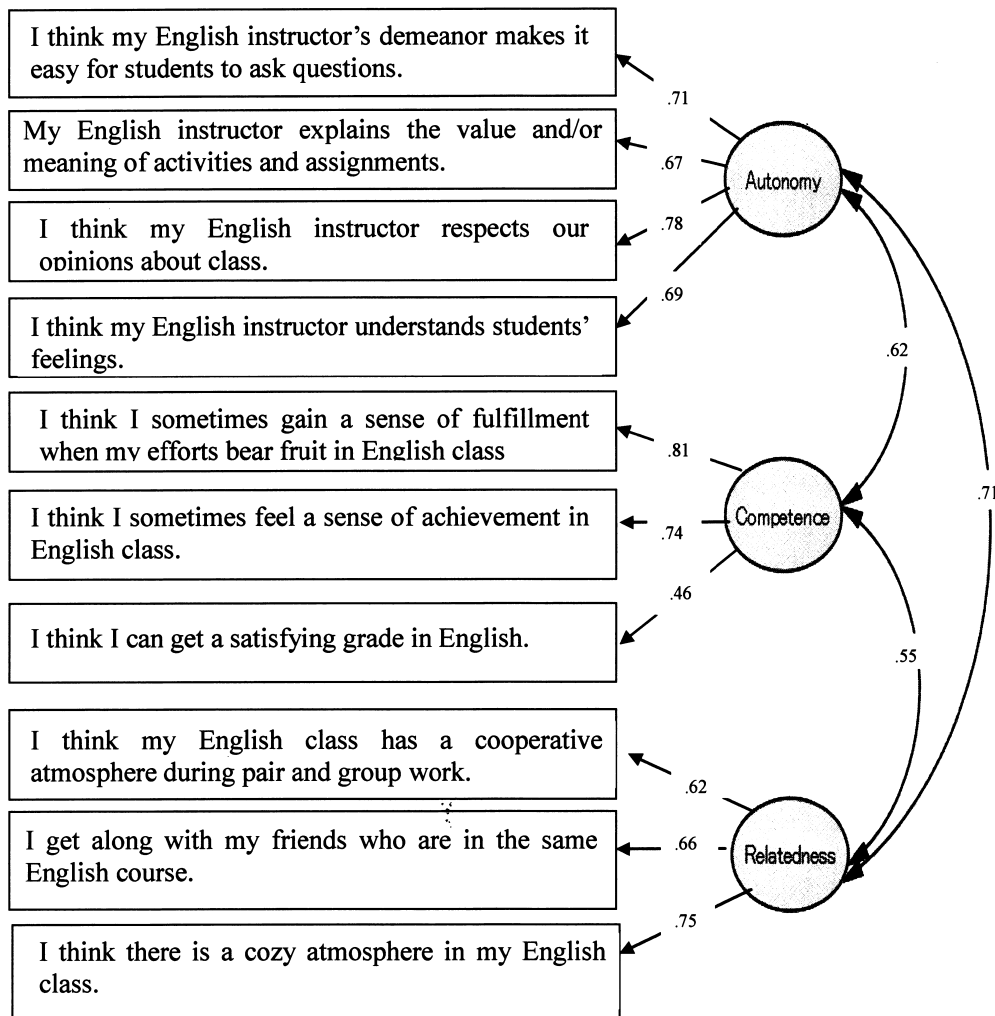 I think my English instructor’s demeanor makes it
easy for students to ask questions.
.71
My English instructor explains the value and/or
meaning of activities and assignments.
.67
Autonomy
I think my English instructor respects our
opinions about class.
.78
.69
I think my English instructor understands students’
feelings.
.62
I think I sometimes gain a sense of fulfillment
when my efforts bear fruit in English class
.81
.71
I think I sometimes feel a sense of achievement in
English class.
.74
Competence
.46
I think I can get a satisfying grade in English.
.55
I think my English class has a cooperative
atmosphere during pair and group work.
.62
I get along with my friends who are in the same
English course.
.66
Relatedness
.75
I think there is a cozy atmosphere in my English
class.